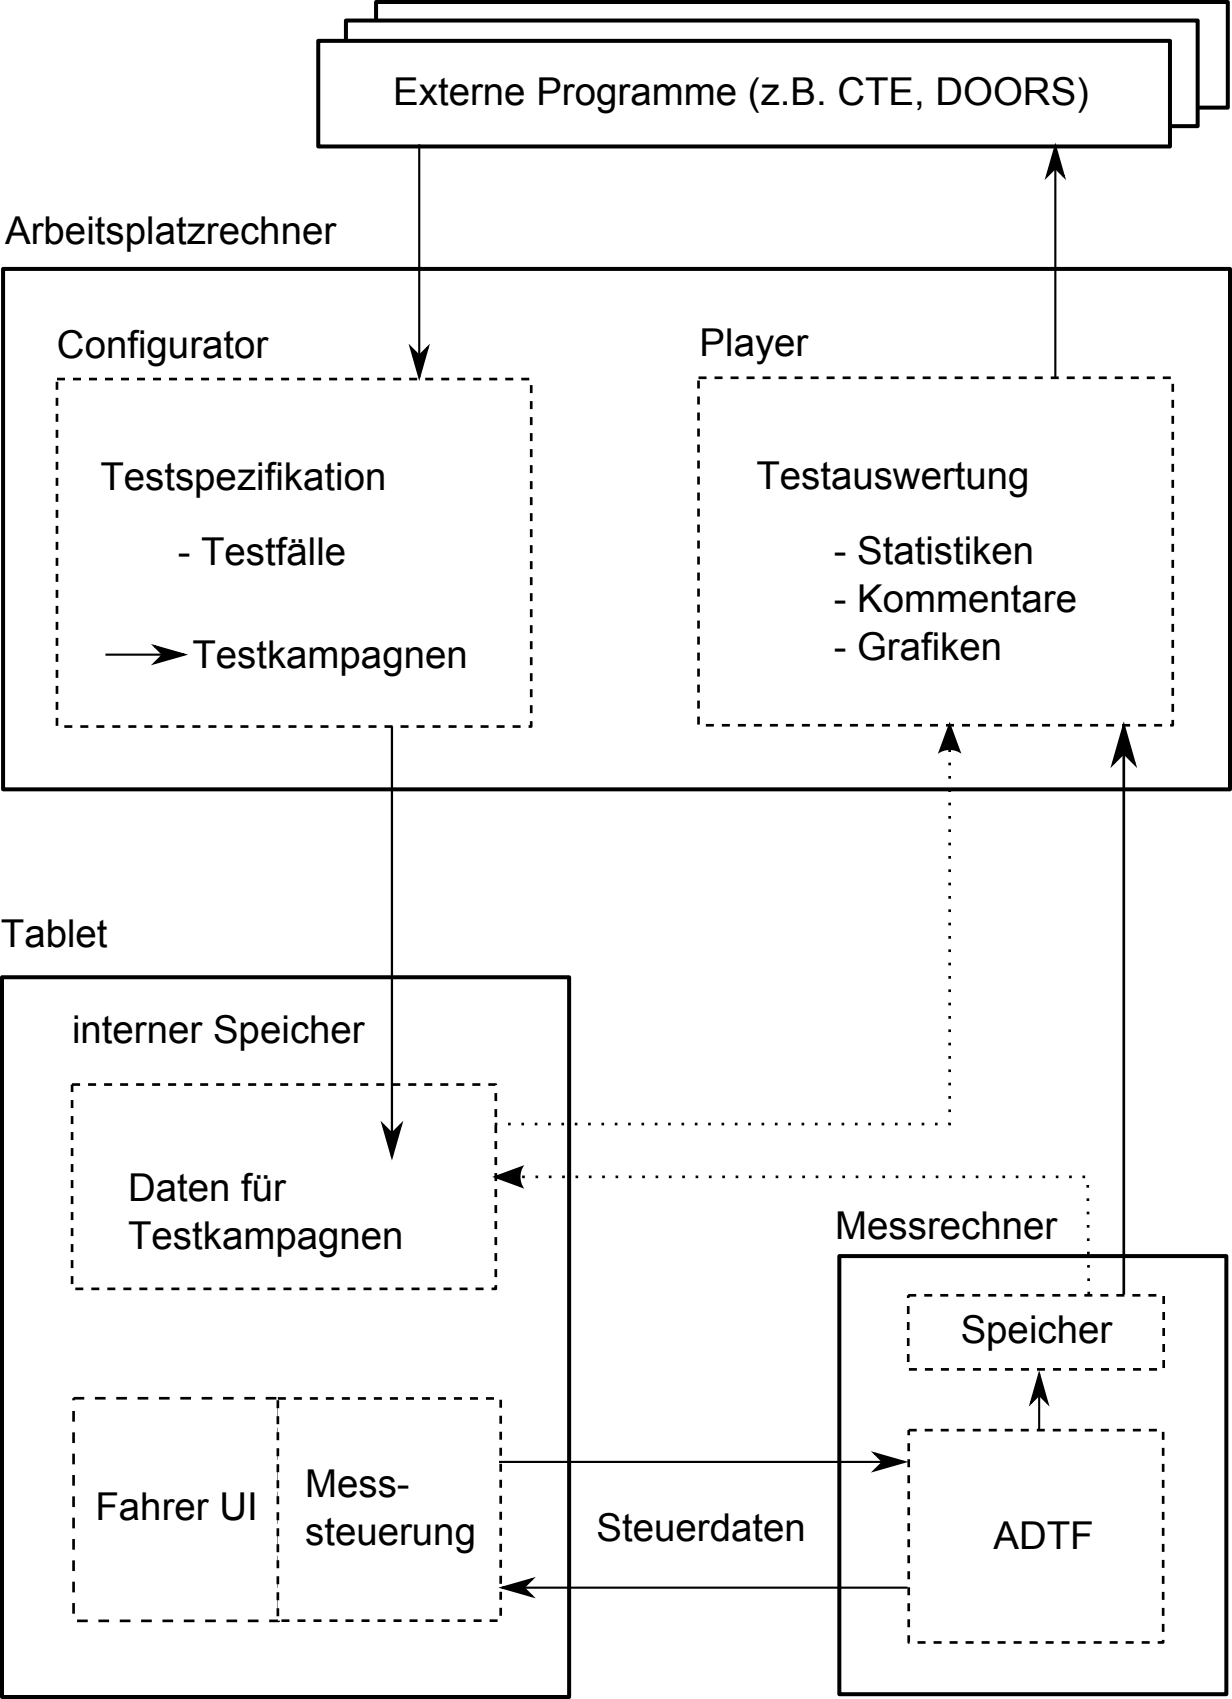 Externe Programme (z.B. CTE, DOORS)
Arbeitsplatzrechner
Configurator
Testspezifikation
- Testfälle
Testkampagnen
Player
Testauswertung
- Statistiken
- Kommentare
- Grafiken
Tablet
interner Speicher
Daten für
Testkampagnen
Fahrer UI
Mess-
steuerung
Steuerdaten
Messrechner
Speicher
ADTF